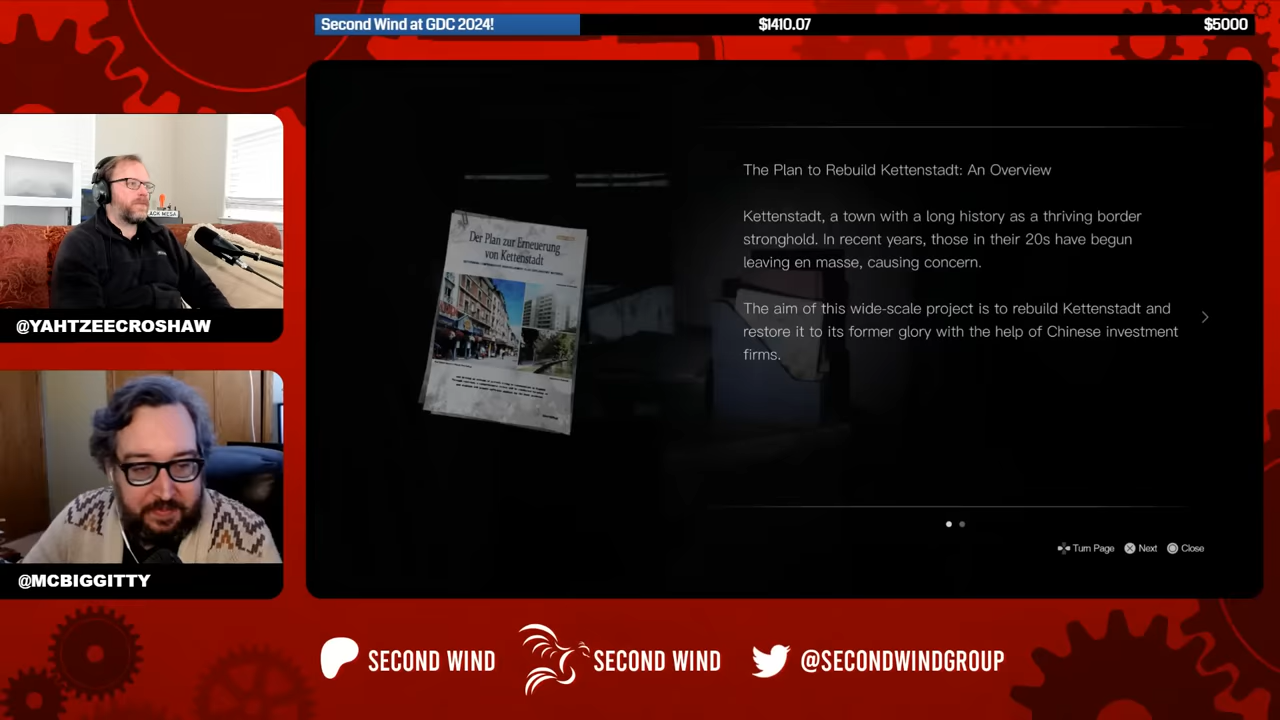 Second Wind at GDC 2024!
$1410.07
$5000
BLACK MESA
@YAHTZEECROSHAW
@MCBIGGITTY
Der Plan zur Erneuerung
von Kettenstadt
The Plan to Rebuild Kettenstadt: An Overview
Kettenstadt, a town with a long history as a thriving border
stronghold. In recent years, those in their 20s have begun
leaving en masse, causing concern.
The aim of this wide-scale project is to rebuild Kettenstadt and
restore it to its former glory with the help of Chinese investment
firms.
Turn Page
Next
Close
SECOND WIND
SECOND WIND
@SECONDWINDGROUP